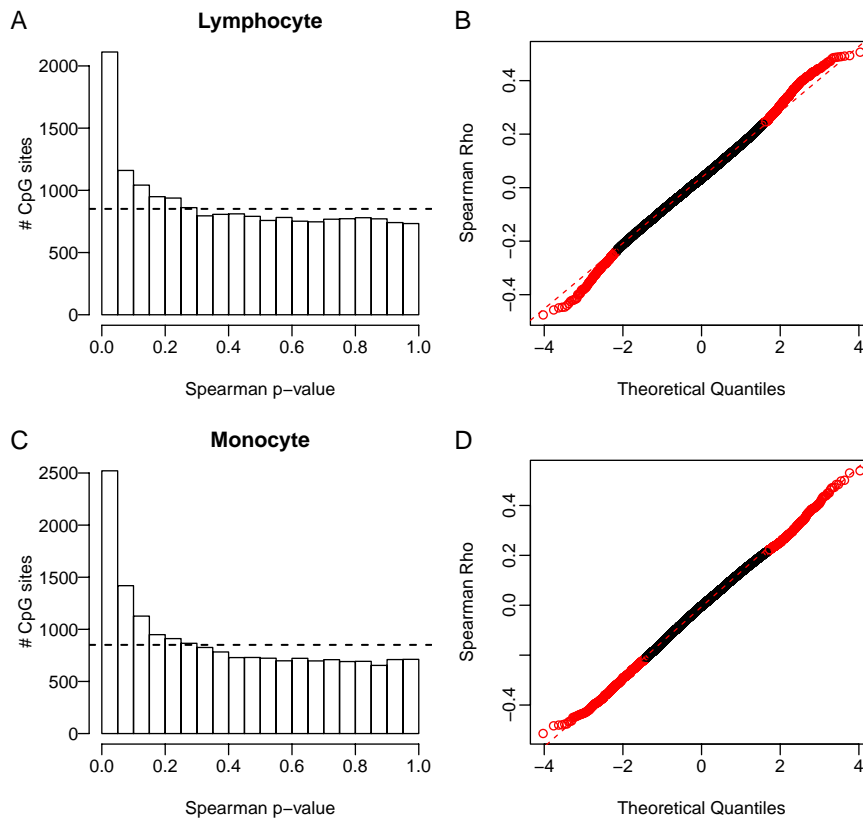 A
Lymphocyte
# CpG sites
2000
1500
1000
500
0
0.0 0.2 0.4 0.6 0.8 1.0
Spearman p−value
B
Spearman Rho
0.4
0.2
0.0
−0.2
−0.4
−4 −2 0 2 4
Theoretical Quantiles
C
Monocyte
# CpG sites
2500
2000
1500
1000
500
0
0.0 0.2 0.4 0.6 0.8 1.0
Spearman p−value
D
Spearman Rho
0.4
0.2
0.0
−0.4
−4 −2 0 2 4
Theoretical Quantiles